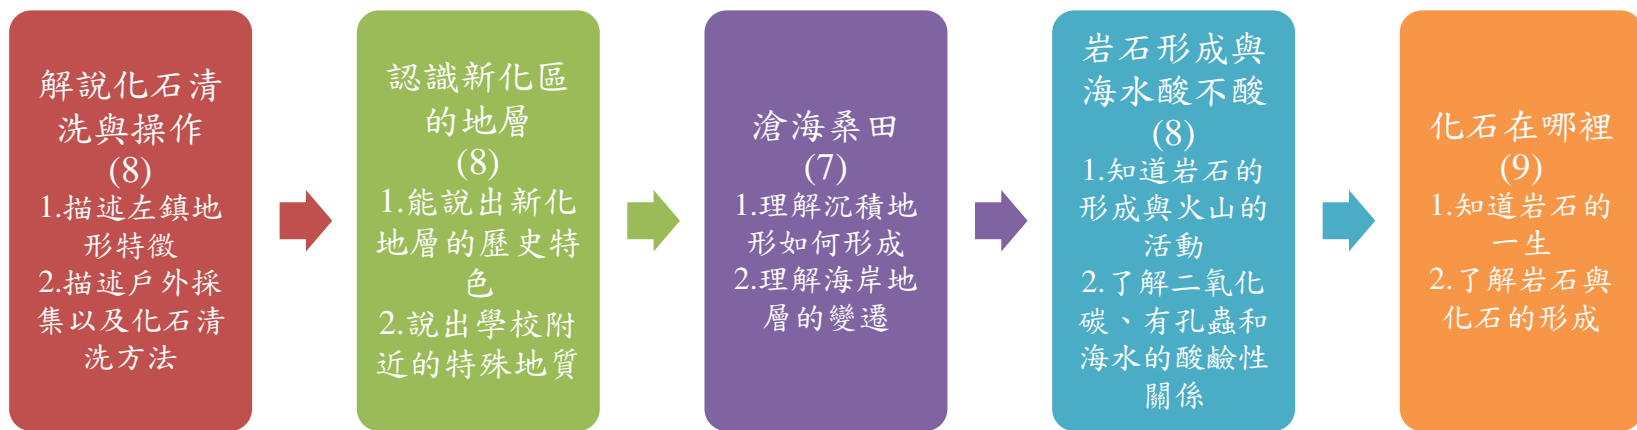 解說化石清
洗與操作
(8)
1.描述左鎮地
形特徵
2.描述戶外採
集以及化石清
洗方法
認識新化區
的地層
(8)
1.能說出新化
地層的歷史特
色
2.說出學校附
近的特殊地質
滄海桑田
(7)
1.理解沉積地
形如何形成
2.理解海岸地
層的變遷
岩石形成與
海水酸不酸
(8)
1.知道岩石的
形成與火山的
活動
2.了解二氧化
碳、有孔蟲和
海水的酸鹼性
關係
化石在哪裡
(9)
1.知道岩石的
一生
2.了解岩石與
化石的形成